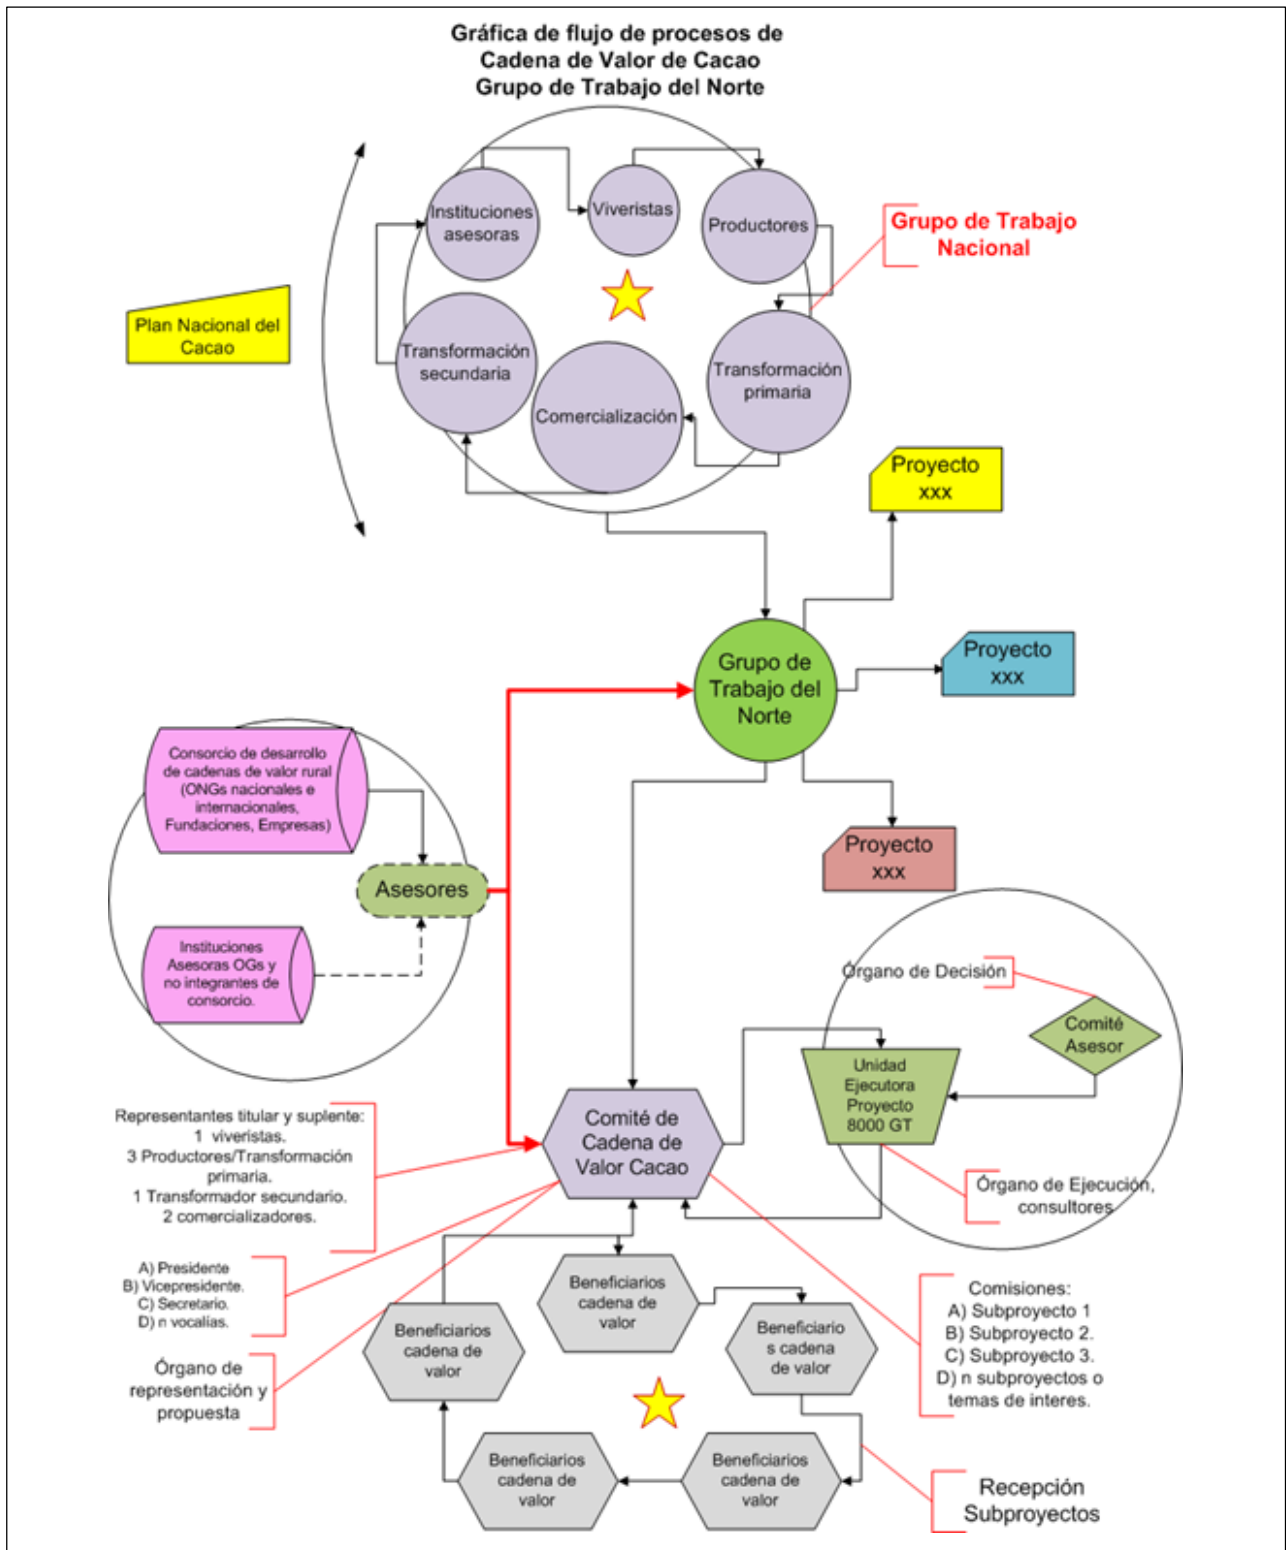 Gráfica de flujo de procesos de
Cadena de Valor de Cacao
Grupo de Trabajo del Norte
Instituciones
asesoras
Viveristas
Productores
Grupo de Trabajo
Nacional
Plan Nacional del
Cacao
Transformación
secundaria
Comercialización
Transformación
primaria
Proyecto
xxx
Grupo de
Trabajo del
Norte
Proyecto
xxx
Proyecto
xxx
Consorcio de desarrollo
de cadenas de valor rural
(ONGs nacionales e
internacionales,
Fundaciones, Empresas)
Asesores
Instituciones
Asesoras OGs y
no integrantes de
consorcio.
Órgano de Decisión
Comité
Asesor
Unidad
Ejecutora
Proyecto
8000 GT
Órgano de Ejecución,
consultores
Comité de
Cadena de
Valor Cacao
Representantes titular y suplente:
1 viveristas.
3 Productores/Transformación
primaria.
1 Transformador secundario.
2 comercializadores.
A) Presidente
B) Vicepresidente.
C) Secretario.
D) n vocalías.
Órgano de
representación y
propuesta
Beneficiarios
cadena de
valor
Beneficiarios
cadena de
valor
Beneficiario
s cadena
de valor
Comisiones:
A) Subproyecto 1
B) Subproyecto 2.
C) Subproyecto 3.
D) n subproyectos o
temas de interes.
Beneficiarios
cadena de
valor
Beneficiarios
cadena de
valor
Recepción
Subproyectos